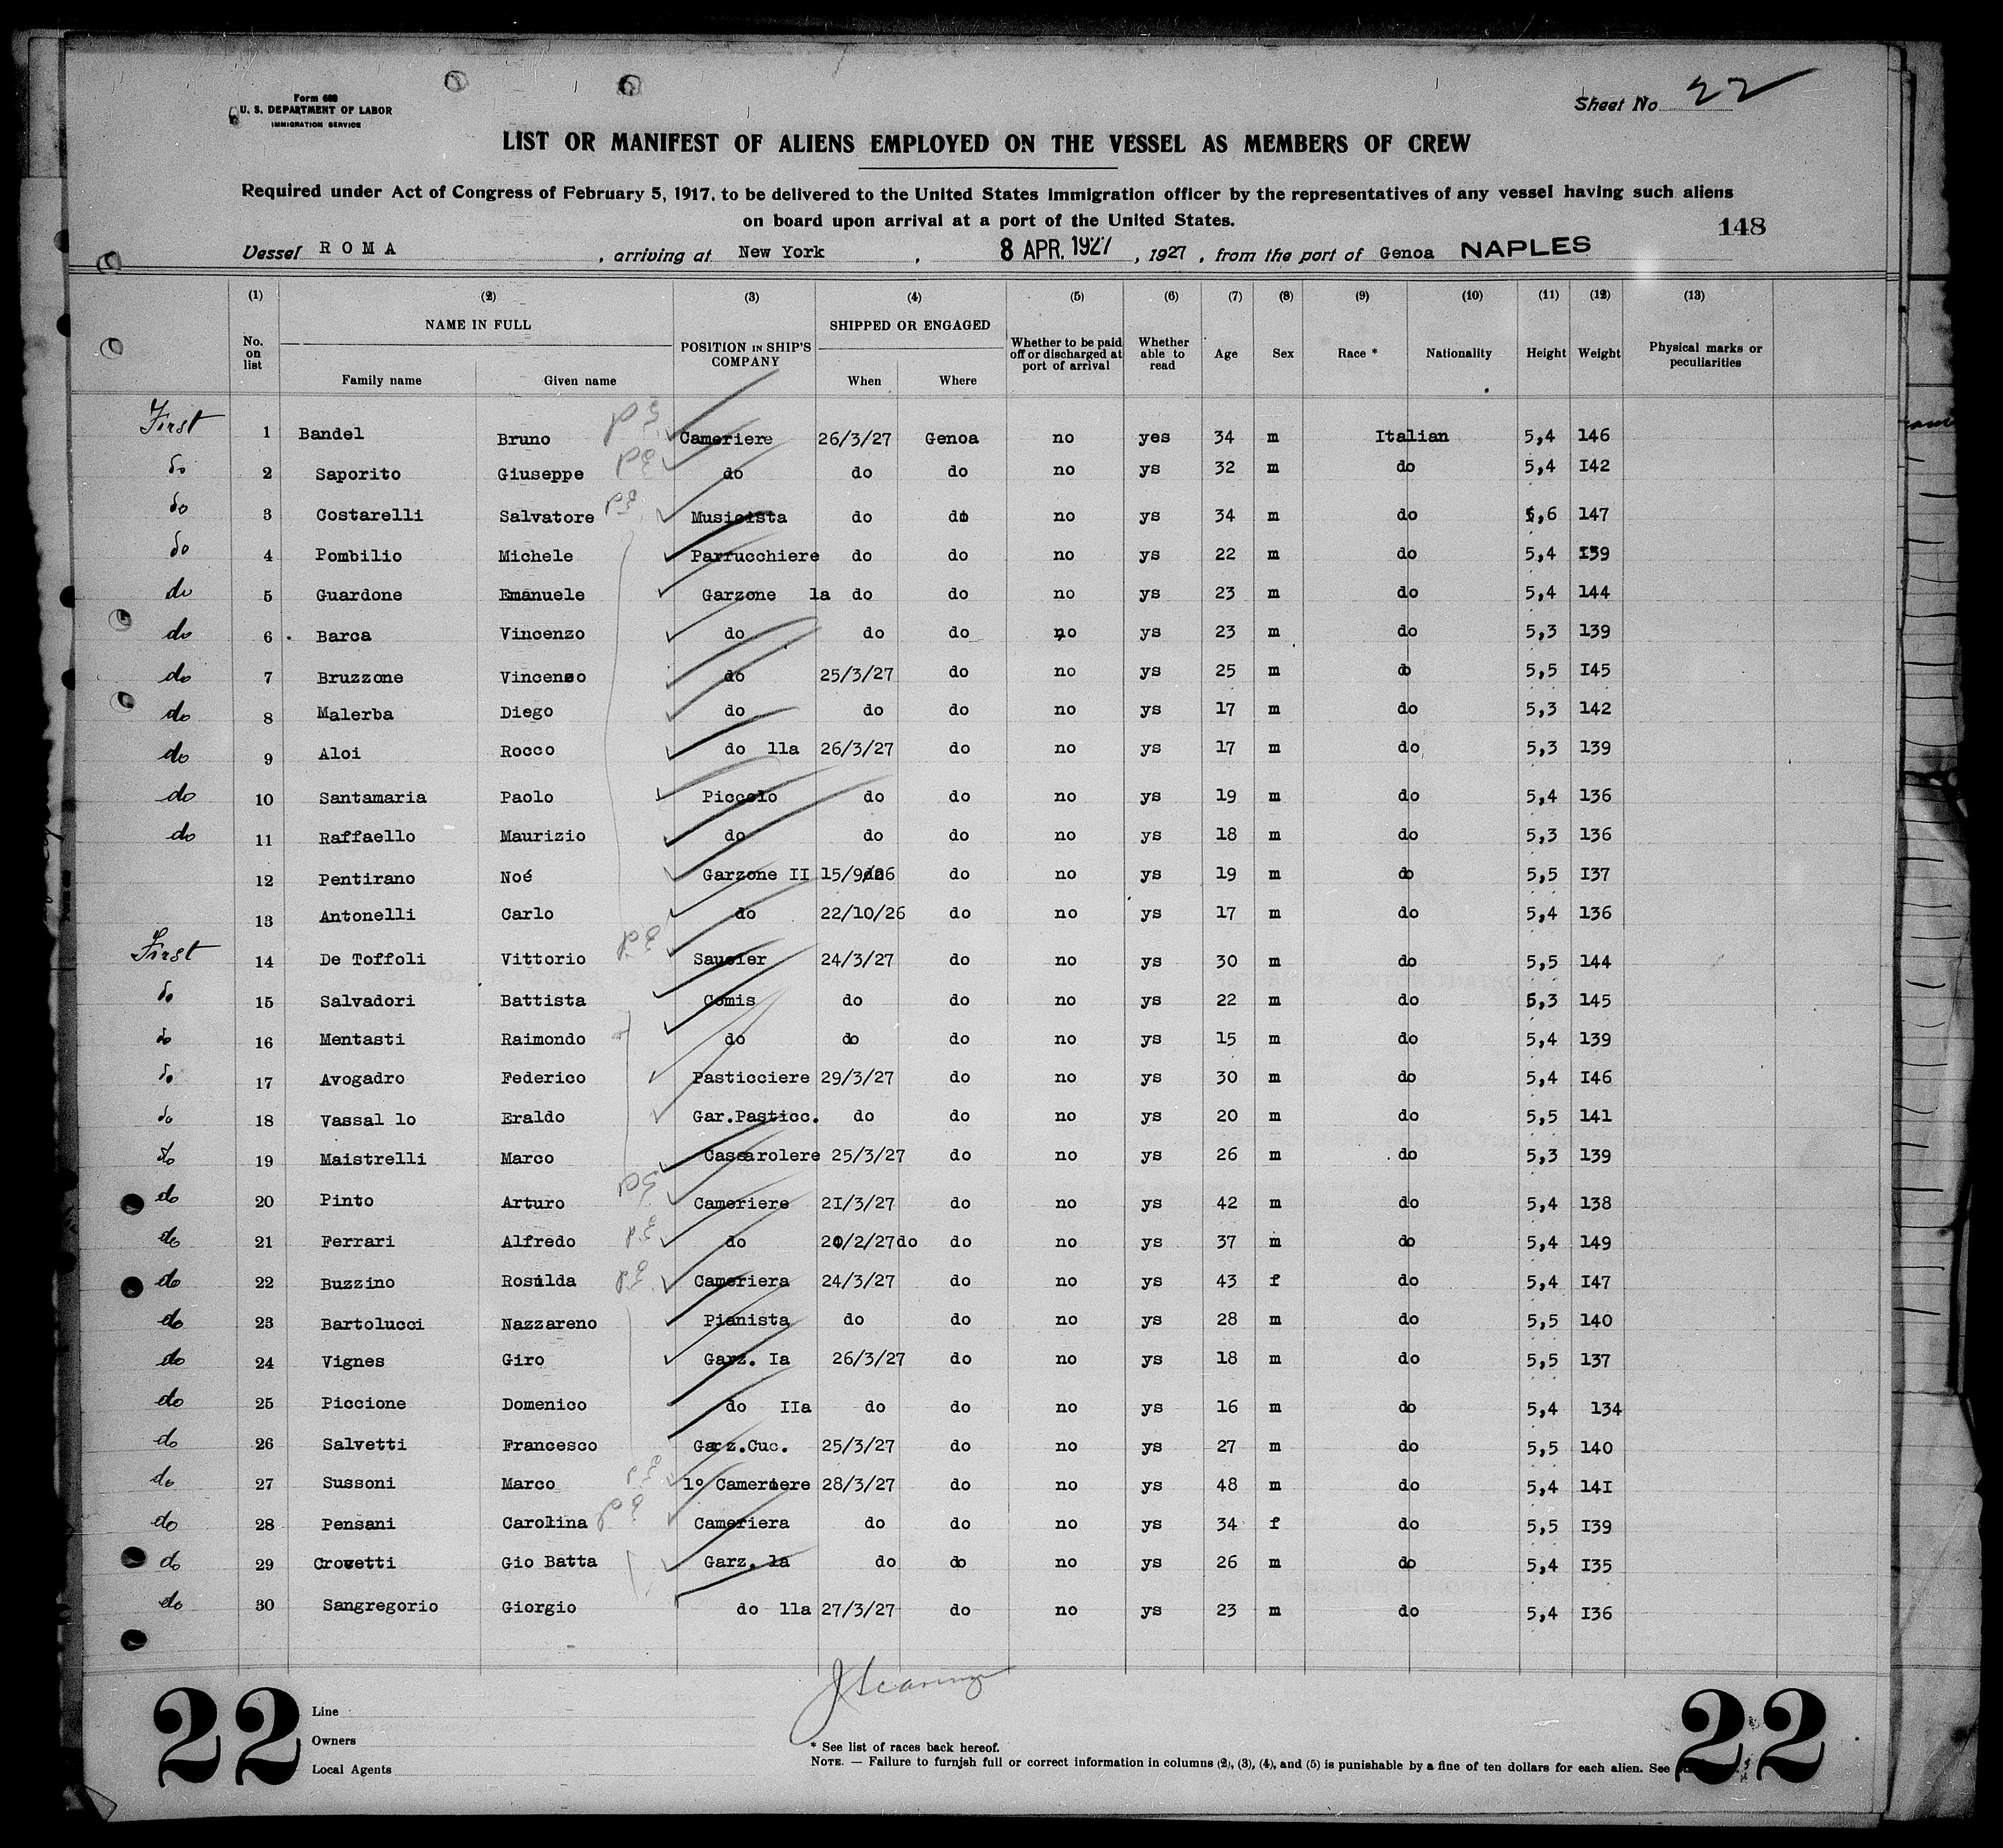 Form 680
U. S. DEPARTMENT OF LABOR
IMMIGRATION SERVICE
Sheet No 22
LIST OR MANIFEST OF ALIENS EMPLOYED ON THE VESSEL AS MEMBERS OF CREW
Required under Act of Congress of February 5, 1917, to be delivered to the United States Immigration officer by the representatives of any vessel having such aliens
on board upon arrival at a port of the United States.
148
Vessel ROMA , arriving at New York , 8 APR. 1927 , 1927 , from the port of Genoa NAPLES
(1) (2) (3) (4) (5) (6) (7) (8) (9) (10) (11) (12) (13)
No. on list NAME IN FULL Family name Given name POSITION IN SHIP'S COMPANY SHIPPED OR ENGAGED When Where Whether to be paid off or discharged at port of arrival Whether able to read Age Sex Race * Nationality Height Weight Physical marks or peculiarities
First 1 Bandel Bruno Cameriere 26/3/27 Genoa no yes 34 m Italian 5,4 146
do 2 Saporito Giuseppe do do do no ys 32 m do 5,4 I42
do 3 Costarelli Salvatore Musicista do do no ys 34 m do 5,6 147
do 4 Pombilio Michele Parrucchiere do do no ys 22 m do 5,4 I39
do 5 Guardone Emanuele Garzone la do do no ys 23 m do 5,4 144
do 6 Barca Vincenzo do do do no ys 23 m do 5,3 139
do 7 Bruzzone Vincenzo do 25/3/27 do no ys 25 m do 5,5 I45
do 8 Malerba Diego do do do no ys 17 m do 5,3 142
do 9 Aloi Rocco do lla 26/3/27 do no ys 17 m do 5,3 139
do 10 Santamaria Paolo Piccolo do do no ys 19 m do 5,4 136
do 11 Raffaello Maurizio do do do no ys 18 m do 5,3 136
12 Pentirano Noé Garzone II 15/9/26 do no ys 19 m do 5,5 I37
13 Antonelli Carlo do 22/10/26 do no ys 17 m do 5,4 136
First 14 De Toffoli Vittorio Saucier 24/3/27 do no ys 30 m do 5,5 144
do 15 Salvadori Battista Comis do do no ys 22 m do 5,3 145
do 16 Mentasti Raimondo do do do no ys 15 m do 5,4 139
do 17 Avogadro Federico Pasticciere 29/3/27 do no ys 30 m do 5,4 I46
do 18 Vassal lo Eraldo Gar.Pasticc. do do no ys 20 m do 5,5 141
do 19 Maistrelli Marco Cassarolere 25/3/27 do no ys 26 m do 5,3 139
do 20 Pinto Arturo Cameriere 2I/3/27 do no ys 42 m do 5,4 138
do 21 Ferrari Alfredo do 20/2/27do do no ys 37 m do 5,4 149
do 22 Buzzino Rosilda Cameriera 24/3/27 do no ys 43 f do 5,4 I47
do 23 Bartolucci Nazzareno Pianista do do no ys 28 m do 5,5 140
do 24 Vignes Giro Garz. Ia 26/3/27 do no ys 18 m do 5,5 137
do 25 Piccione Domenico do IIa do do no ys 16 m do 5,4 134
do 26 Salvetti Francesco Garz.Cuc. 25/3/27 do no ys 27 m do 5,5 140
do 27 Sussoni Marco 1º Cameriere 28/3/27 do no ys 48 m do 5,4 14I
do 28 Pensani Carolina Cameriera do do no ys 34 f do 5,5 I39
do 29 Crovetti Gio Batta Garz. la do do no ys 26 m do 5,4 I35
do 30 Sangregorio Giorgio do lla 27/3/27 do no ys 23 m do 5,4 I36
22 22
Line
Owners
Local Agents
* See list of races back hereof.
NOTE. — Failure to furnish full or correct information in columns (2), (3), (4), and (5) is punishable by a fine of ten dollars for each alien. See